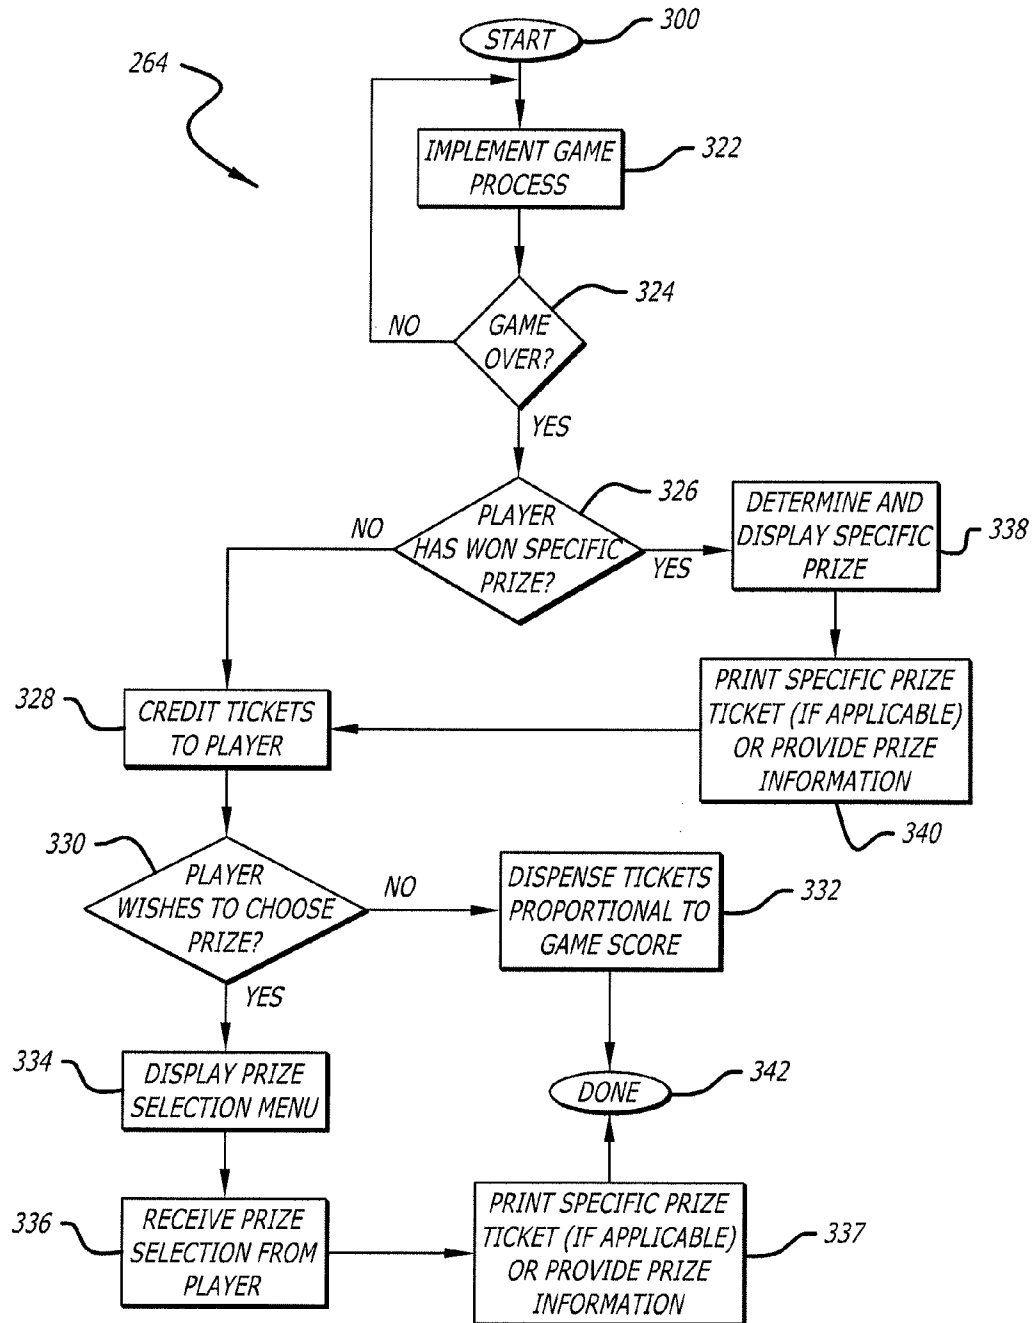 300
START
264
IMPLEMENT GAME
PROCESS
322
324
GAME
OVER?
NO
YES
326
PLAYER
HAS WON SPECIFIC
PRIZE?
NO
YES
DETERMINE AND
DISPLAY SPECIFIC
PRIZE
338
328
CREDIT TICKETS
TO PLAYER
PRINT SPECIFIC PRIZE
TICKET (IF APPLICABLE)
OR PROVIDE PRIZE
INFORMATION
340
330
PLAYER
WISHES TO CHOOSE
PRIZE?
NO
YES
DISPENSE TICKETS
PROPORTIONAL TO
GAME SCORE
332
334
DISPLAY PRIZE
SELECTION MENU
DONE
342
336
RECEIVE PRIZE
SELECTION FROM
PLAYER
PRINT SPECIFIC PRIZE
TICKET (IF APPLICABLE)
OR PROVIDE PRIZE
INFORMATION
337